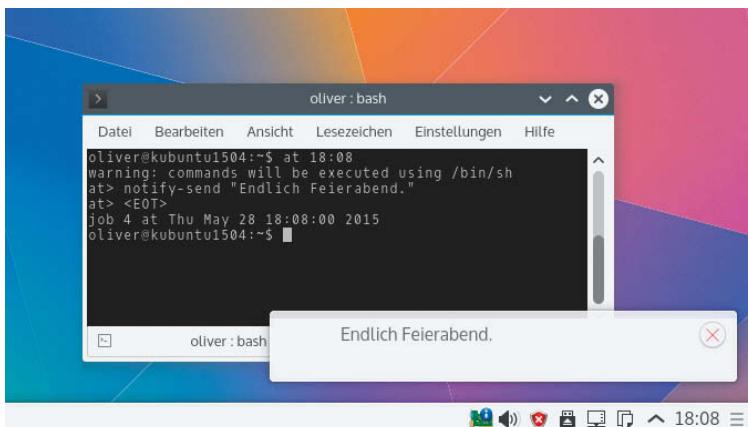 oliver : bash
Datei Bearbeiten Ansicht Lesezeichen Einstellungen Hilfe
oliver@kubuntu1504:~$ at 18:08
warning: commands will be executed using /bin/sh
at> notify-send "Endlich Feierabend."
at> <EOT>
job 4 at Thu May 28 18:08:00 2015
oliver@kubuntu1504:~$
oliver : bash
Endlich Feierabend.
18:08